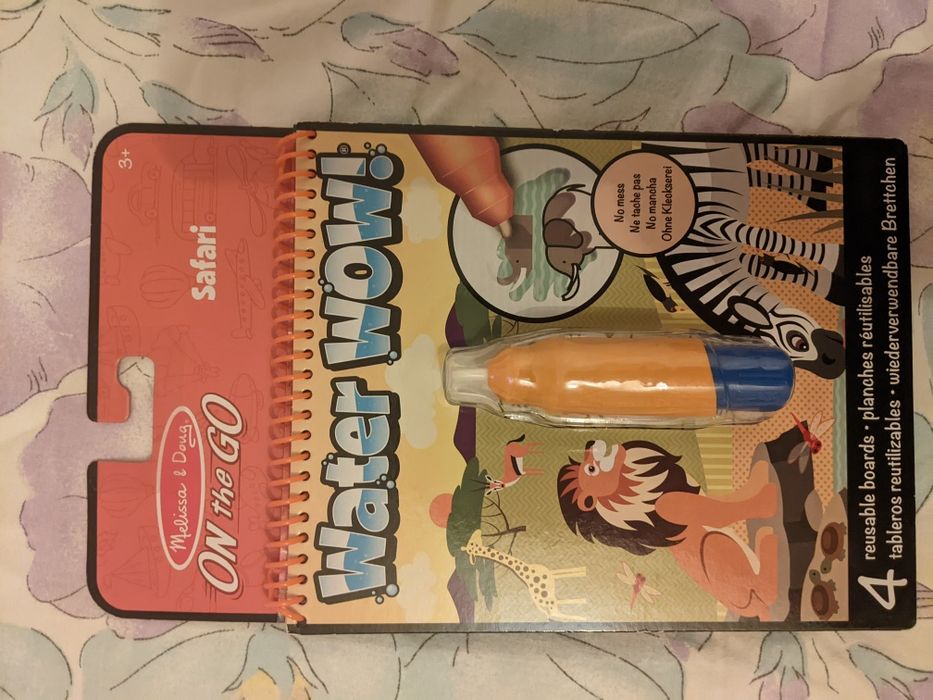 Melissa & Doug®
ON the GO
Safari
3+
Water WOW!®
No mess
Ne tache pas
No mancha
Ohne Kleckserei
4
reusable boards • planches réutilisables
tableros reutilizables • wiederverwendbare Brettchen